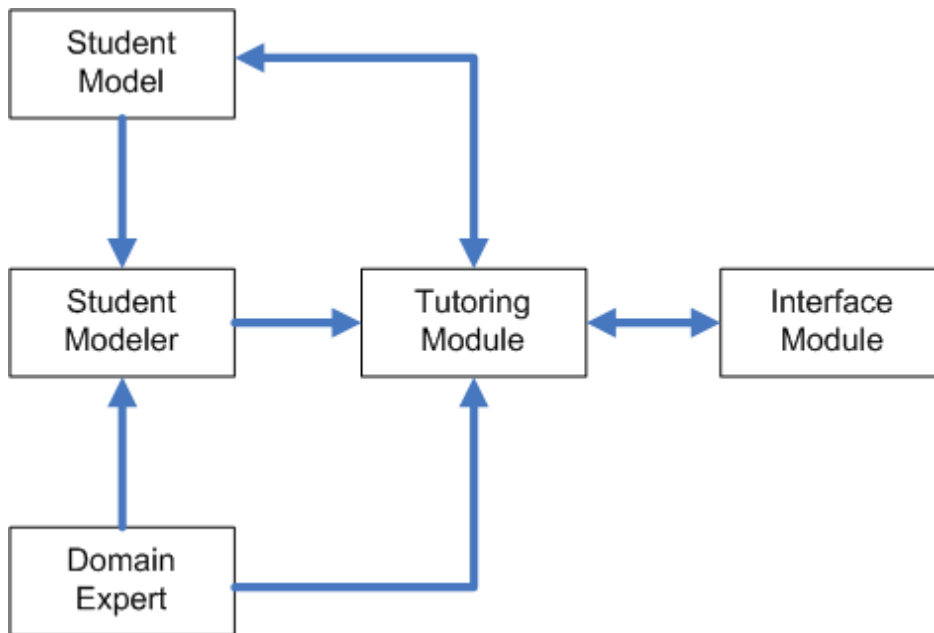 Student
Model
Student
Modeler
Tutoring
Module
Interface
Module
Domain
Expert